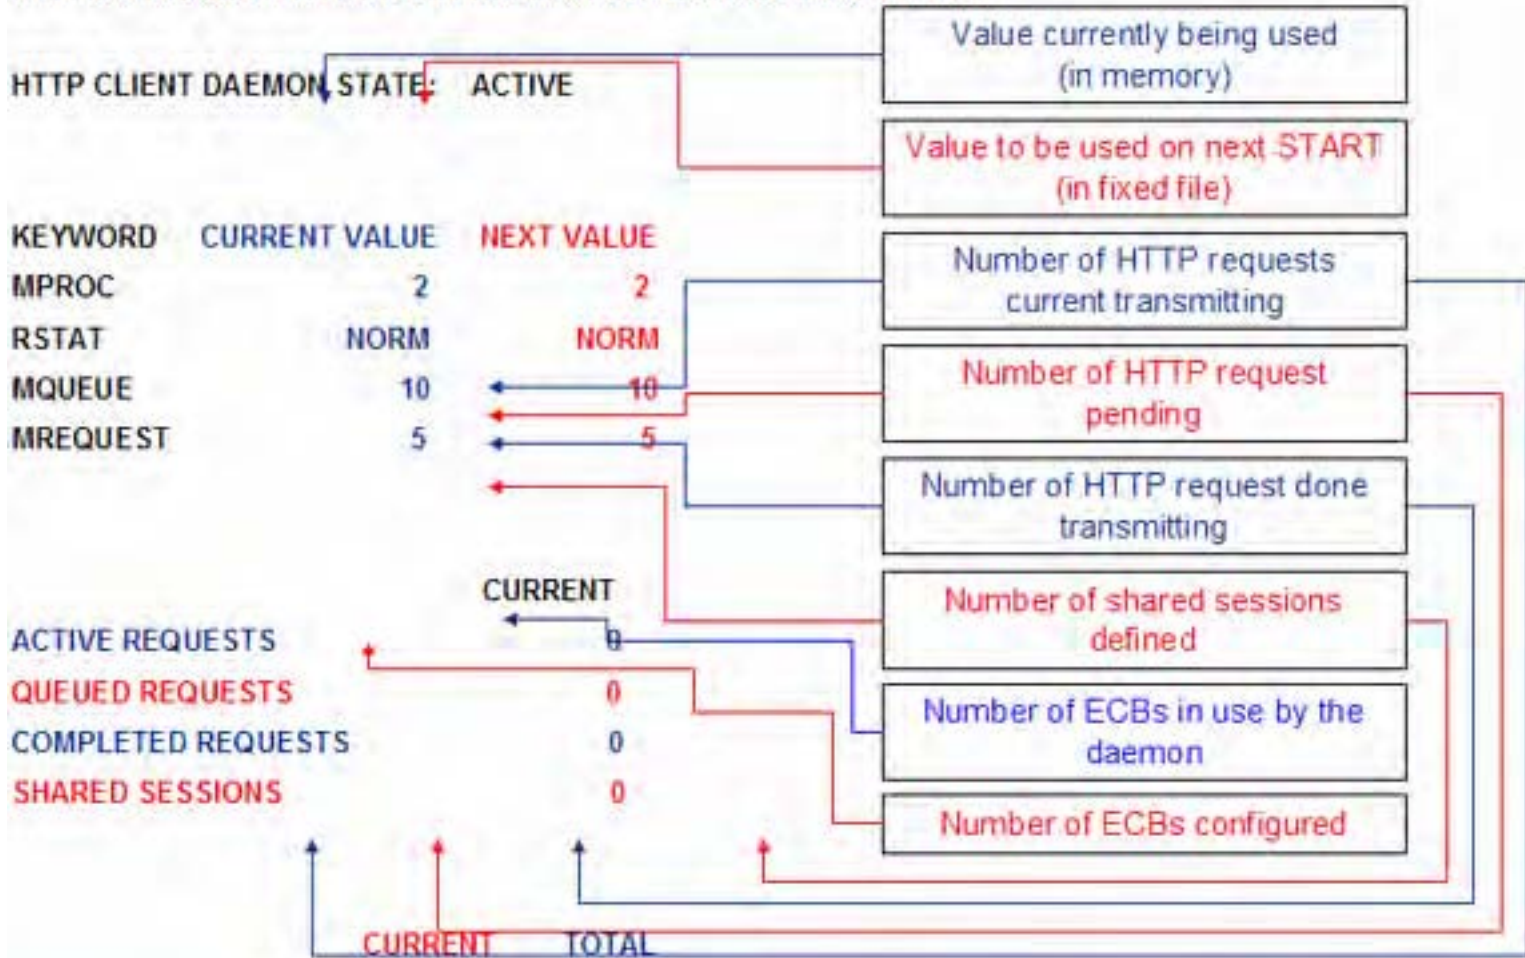 Value currently being used
(in memory)
HTTP CLIENT DAEMON STATE: ACTIVE
Value to be used on next START
(in fixed file)
KEYWORD CURRENT VALUE NEXT VALUE
MPROC 2 2
RSTAT NORM NORM
MQUEUE 10 10
MREQUEST 5 5
Number of HTTP requests
current transmitting
Number of HTTP request
pending
Number of HTTP request done
transmitting
Number of shared sessions
defined
Number of ECBs in use by the
daemon
Number of ECBs configured
CURRENT
ACTIVE REQUESTS 0
QUEUED REQUESTS 0
COMPLETED REQUESTS 0
SHARED SESSIONS 0
CURRENT TOTAL